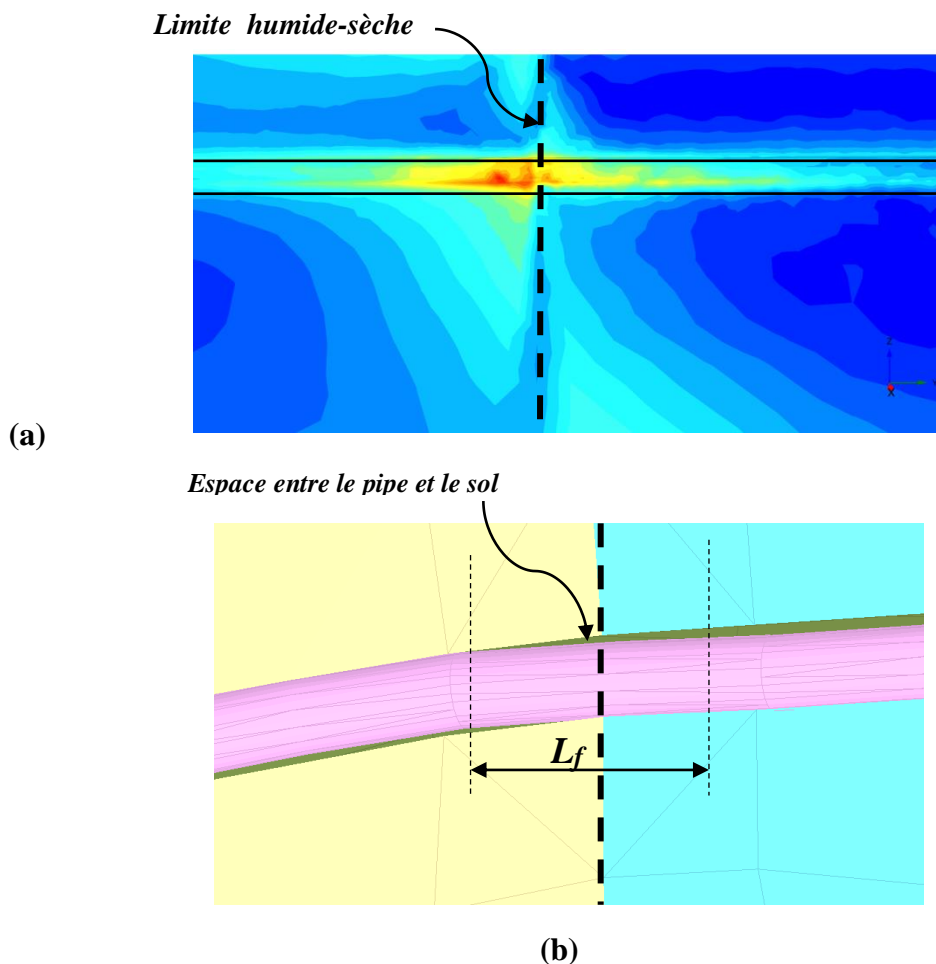 Limite humide-sèche
Z
X
(a)
Espace entre le pipe et le sol
Lf
(b)